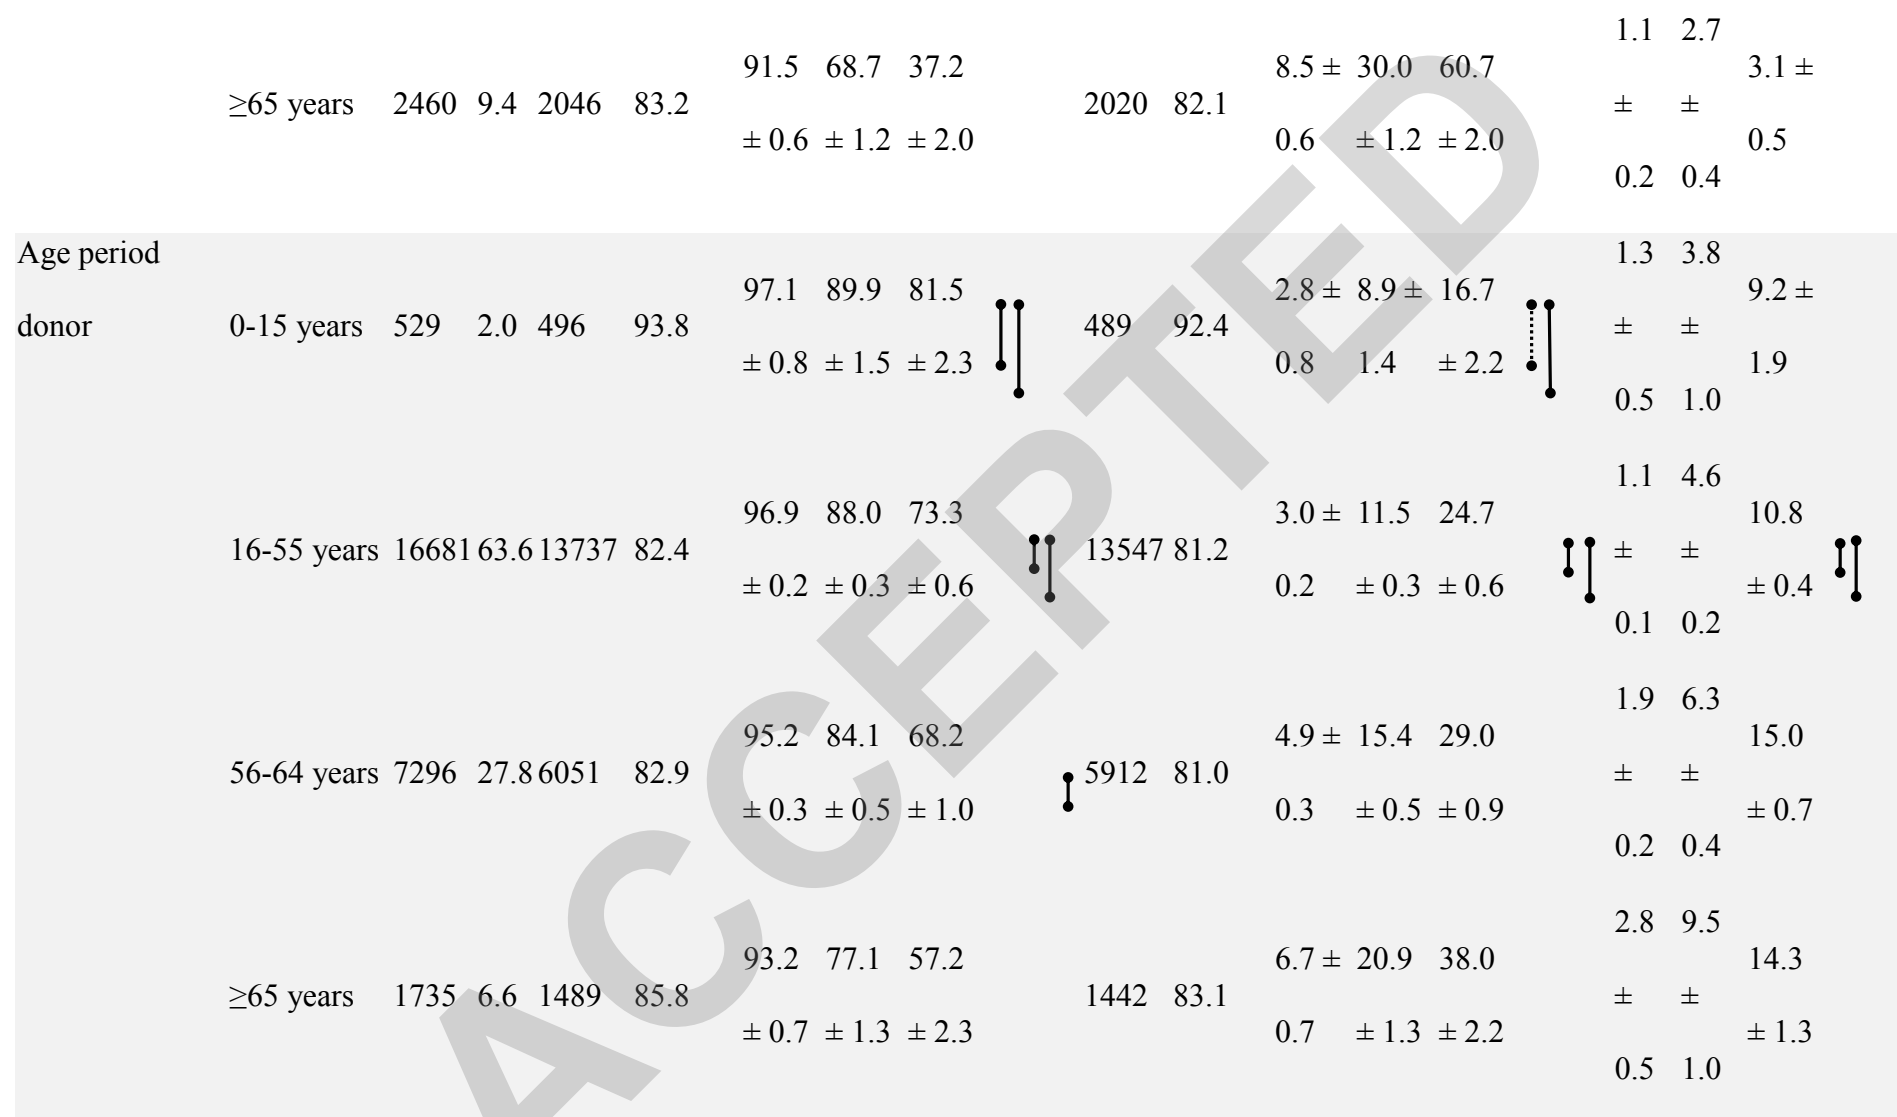 1.1 2.7
91.5 68.7 37.2 8.5 ± 30.0 60.7 3.1 ±
≥65 years 2460 9.4 2046 83.2 2020 82.1 ± ±
± 0.6 ± 1.2 ± 2.0 0.6 ± 1.2 ± 2.0 0.5
0.2 0.4
Age period 1.3 3.8
97.1 89.9 81.5 2.8 ± 8.9 ± 16.7 9.2 ±
donor 0-15 years 529 2.0 496 93.8 489 92.4 ± ±
± 0.8 ± 1.5 ± 2.3 0.8 1.4 ± 2.2 1.9
0.5 1.0
1.1 4.6
96.9 88.0 73.3 3.0 ± 11.5 24.7 10.8
16-55 years 16681 63.6 13737 82.4 13547 81.2 ± ±
± 0.2 ± 0.3 ± 0.6 0.2 ± 0.3 ± 0.6 ± 0.4
0.1 0.2
1.9 6.3
95.2 84.1 68.2 4.9 ± 15.4 29.0 15.0
56-64 years 7296 27.8 6051 82.9 5912 81.0 ± ±
± 0.3 ± 0.5 ± 1.0 0.3 ± 0.5 ± 0.9 ± 0.7
0.2 0.4
2.8 9.5
93.2 77.1 57.2 6.7 ± 20.9 38.0 14.3
≥65 years 1735 6.6 1489 85.8 1442 83.1 ± ±
± 0.7 ± 1.3 ± 2.3 0.7 ± 1.3 ± 2.2 ± 1.3
0.5 1.0
ACCEPTED